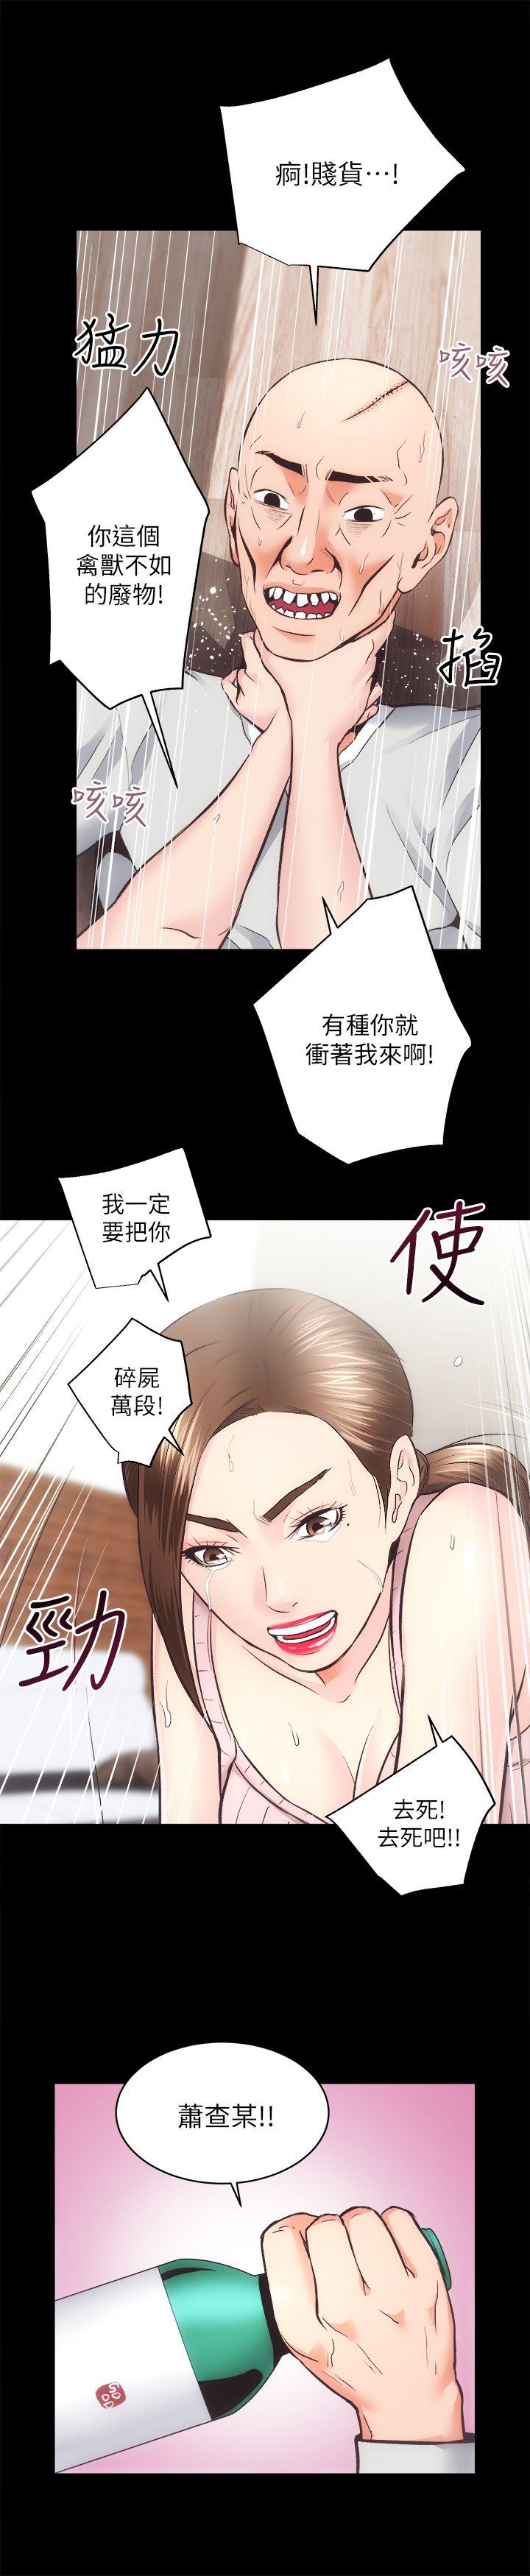 痾!賤貨⋯!
猛力
咳咳
你這個
禽獸不如
的廢物!
掐
咳咳
有種你就
衝著我來啊!
我一定
要把你
使
碎屍
萬段!
勁
去死!
去死吧!!
蕭查某!!